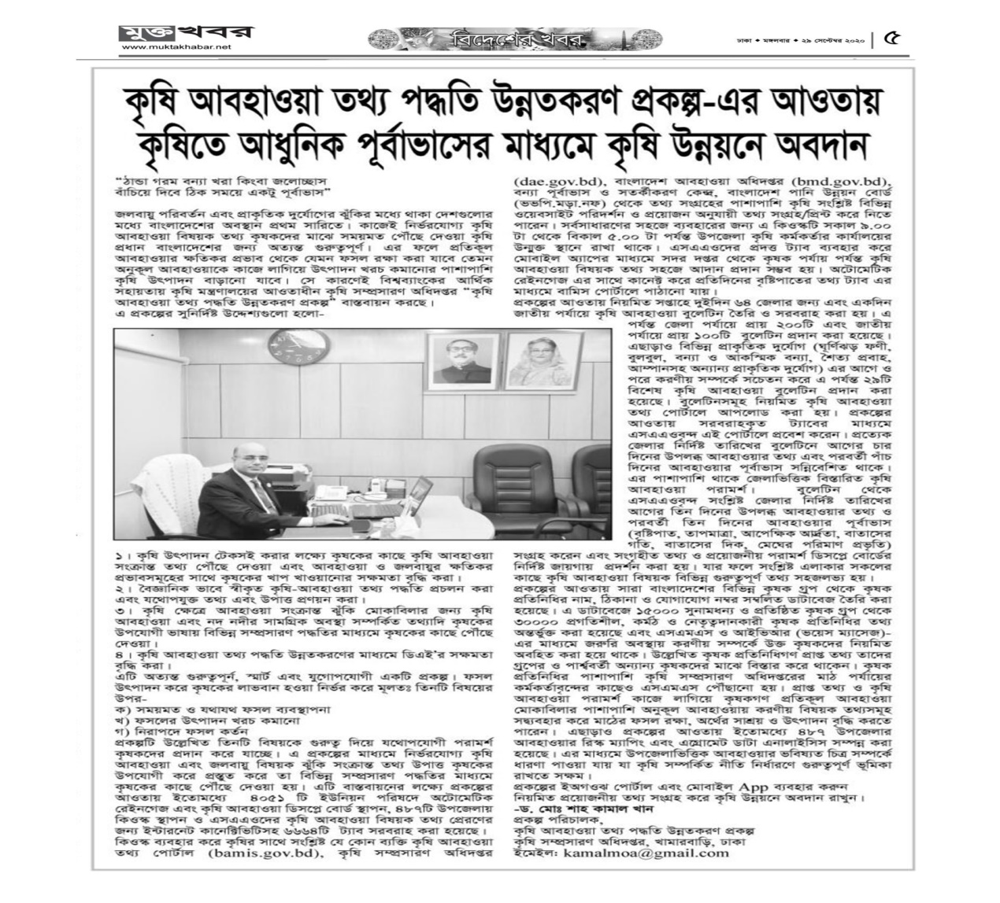 মুক্তখবর
www.muktakhabar.net
বিদেশের খবর
ঢাকা ◆ মঙ্গলবার ◆ ২৯ সেপ্টেম্বর ২০২০ | ৫
কৃষি আবহাওয়া তথ্য পদ্ধতি উন্নতকরণ প্রকল্প-এর আওতায়
কৃষিতে আধুনিক পূর্বাভাসের মাধ্যমে কৃষি উন্নয়নে অবদান
“ঠান্ডা গরম বন্যা খরা কিংবা জলোচ্ছাস
বাঁচিয়ে দিবে ঠিক সময়ে একটু পূর্বাভাস”
জলবায়ু পরিবর্তন এবং প্রাকৃতিক দুর্যোগের ঝুঁকির মধ্যে থাকা দেশগুলোর
মধ্যে বাংলাদেশের অবস্থান প্রথম সারিতে। কাজেই নির্ভরযোগ্য কৃষি
আবহাওয়া বিষয়ক তথ্য কৃষকদের মাঝে সময়মত পৌঁছে দেওয়া কৃষি
প্রধান বাংলাদেশের জন্য অত্যন্ত গুরুত্বপূর্ণ। এর ফলে প্রতিকূল
আবহাওয়ার ক্ষতিকর প্রভাব থেকে যেমন ফসল রক্ষা করা যাবে তেমন
অনুকূল আবহাওয়াকে কাজে লাগিয়ে উৎপাদন খরচ কমানোর পাশাপাশি
কৃষি উৎপাদন বাড়ানো যাবে। সে কারণেই বিশ্বব্যাংকের আর্থিক
সহায়তায় কৃষি মন্ত্রণালয়ের আওতাধীন কৃষি সম্প্রসারণ অধিদপ্তর “কৃষি
আবহাওয়া তথ্য পদ্ধতি উন্নতকরণ প্রকল্প” বাস্তবায়ন করছে।
এ প্রকল্পের সুনির্দিষ্ট উদ্দেশ্যগুলো হলো-
১। কৃষি উৎপাদন টেকসই করার লক্ষ্যে কৃষকের কাছে কৃষি আবহাওয়া
সংক্রান্ত তথ্য পৌঁছে দেওয়া এবং আবহাওয়া ও জলবায়ুর ক্ষতিকর
প্রভাবসমূহের সাথে কৃষকের খাপ খাওয়ানোর সক্ষমতা বৃদ্ধি করা।
২। বৈজ্ঞানিক ভাবে স্বীকৃত কৃষি-আবহাওয়া তথ্য পদ্ধতি প্রচলন করা
এবং যথোপযুক্ত তথ্য এবং উপাত্ত প্রণয়ন করা।
৩। কৃষি ক্ষেত্রে আবহাওয়া সংক্রান্ত ঝুঁকি মোকাবিলার জন্য কৃষি
আবহাওয়া এবং নদ নদীর সামগ্রিক অবস্থা সম্পর্কিত তথ্যাদি কৃষকের
উপযোগী ভাষায় বিভিন্ন সম্প্রসারণ পদ্ধতির মাধ্যমে কৃষকের কাছে পৌঁছে
দেওয়া।
৪। কৃষি আবহাওয়া তথ্য পদ্ধতি উন্নতকরণের মাধ্যমে ডিএই'র সক্ষমতা
বৃদ্ধি করা।
এটি অত্যন্ত গুরুত্বপূর্ন, স্মার্ট এবং যুগোপযোগী একটি প্রকল্প। ফসল
উৎপাদন করে কৃষকের লাভবান হওয়া নির্ভর করে মূলতঃ তিনটি বিষয়ের
উপর-
ক) সময়মত ও যথাযথ ফসল ব্যবস্থাপনা
খ) ফসলের উৎপাদন খরচ কমানো
গ) নিরাপদে ফসল কর্তন
প্রকল্পটি উল্লেখিত তিনটি বিষয়কে গুরুত্ব দিয়ে যথোপযোগী পরামর্শ
কৃষকদের প্রদান করে যাচ্ছে। এ প্রকল্পের মাধ্যমে নির্ভরযোগ্য কৃষি
আবহাওয়া এবং জলবায়ু বিষয়ক ঝুঁকি সংক্রান্ত তথ্য উপাত্ত কৃষকের
উপযোগী করে প্রস্তুত করে তা বিভিন্ন সম্প্রসারণ পদ্ধতির মাধ্যমে
কৃষকের কাছে পৌঁছে দেওয়া হয়। এটি বাস্তবায়নের লক্ষ্যে প্রকল্পের
আওতায় ইতোমধ্যে ৪০৫১ টি ইউনিয়ন পরিষদে অটোমেটিক
রেইনগেজ এবং কৃষি আবহাওয়া ডিসপ্লে বোর্ড স্থাপন, ৪৮৭টি উপজেলায়
কিওস্ক স্থাপন ও এসএএওদের কৃষি আবহাওয়া বিষয়ক তথ্য প্রেরণের
জন্য ইন্টারনেট কানেক্টিভিটিসহ ৬৬৬৪টি ট্যাব সরবরাহ করা হয়েছে।
কিওস্ক ব্যবহার করে কৃষির সাথে সংশ্লিষ্ট যে কোন ব্যক্তি কৃষি আবহাওয়া
তথ্য পোর্টাল (bamis.gov.bd), কৃষি সম্প্রসারণ অধিদপ্তর
(dae.gov.bd), বাংলাদেশ আবহাওয়া অধিদপ্তর (bmd.gov.bd),
বন্যা পূর্বাভাস ও সতর্কীকরণ কেন্দ্র, বাংলাদেশ পানি উন্নয়ন বোর্ড
(ভভপি.মড়া.নফ) থেকে তথ্য সংগ্রহের পাশাপাশি কৃষি সংশ্লিষ্ট বিভিন্ন
ওয়েবসাইট পরিদর্শন ও প্রয়োজন অনুযায়ী তথ্য সংগ্রহ/প্রিন্ট করে নিতে
পারেন। সর্বসাধারণের সহজে ব্যবহারের জন্য এ কিওস্কটি সকাল ৯.০০
টা থেকে বিকাল ৫.০০ টা পর্যন্ত উপজেলা কৃষি কর্মকর্তার কার্যালয়ের
উন্মুক্ত স্থানে রাখা থাকে। এসএএওদের প্রদত্ত ট্যাব ব্যবহার করে
মোবাইল অ্যাপের মাধ্যমে সদর দপ্তর থেকে কৃষক পর্যায় পর্যন্ত কৃষি
আবহাওয়া বিষয়ক তথ্য সহজে আদান প্রদান সম্ভব হয়। অটোমেটিক
রেইনগেজ এর সাথে কানেক্ট করে প্রতিদিনের বৃষ্টিপাতের তথ্য ট্যাব এর
মাধ্যমে বামিস পোর্টালে পাঠানো যায়।
প্রকল্পের আওতায় নিয়মিত সপ্তাহে দুইদিন ৬৪ জেলার জন্য এবং একদিন
জাতীয় পর্যায়ে কৃষি আবহাওয়া বুলেটিন তৈরি ও সরবরাহ করা হয়। এ
পর্যন্ত জেলা পর্যায়ে প্রায় ২০০টি এবং জাতীয়
পর্যায়ে প্রায় ১০০টি বুলেটিন প্রদান করা হয়েছে।
এছাড়াও বিভিন্ন প্রাকৃতিক দুর্যোগ (ঘূর্ণিঝড় ফণী,
বুলবুল, বন্যা ও আকস্মিক বন্যা, শৈত্য প্রবাহ,
আম্পানসহ অন্যান্য প্রাকৃতিক দুর্যোগ) এর আগে ও
পরে করণীয় সম্পর্কে সচেতন করে এ পর্যন্ত ২৯টি
বিশেষ কৃষি আবহাওয়া বুলেটিন প্রদান করা
হয়েছে। বুলেটিনসমূহ নিয়মিত কৃষি আবহাওয়া
তথ্য পোর্টালে আপলোড করা হয়। প্রকল্পের
আওতায় সরবরাহকৃত ট্যাবের মাধ্যমে
এসএএওবৃন্দ এই পোর্টালে প্রবেশ করেন। প্রত্যেক
জেলার নির্দিষ্ট তারিখের বুলেটিনে আগের চার
দিনের উপলব্ধ আবহাওয়ার তথ্য এবং পরবর্তী পাঁচ
দিনের আবহাওয়ার পূর্বাভাস সন্নিবেশিত থাকে।
এর পাশাপাশি থাকে জেলাভিত্তিক বিস্তারিত কৃষি
আবহাওয়া পরামর্শ। বুলেটিন থেকে
এসএএওবৃন্দ সংশ্লিষ্ট জেলার নির্দিষ্ট তারিখের
আগের তিন দিনের উপলব্ধ আবহাওয়ার তথ্য ও
পরবর্তী তিন দিনের আবহাওয়ার পূর্বাভাস
(বৃষ্টিপাত, তাপমাত্রা, আপেক্ষিক আর্দ্রতা, বাতাসের
গতি, বাতাসের দিক, মেঘের পরিমাণ প্রভৃতি)
সংগ্রহ করেন এবং সংগৃহীত তথ্য ও প্রয়োজনীয় পরামর্শ ডিসপ্লে বোর্ডের
নির্দিষ্ট জায়গায় প্রদর্শন করা হয়। যার ফলে সংশ্লিষ্ট এলাকার সকলের
কাছে কৃষি আবহাওয়া বিষয়ক বিভিন্ন গুরুত্বপূর্ণ তথ্য সহজলভ্য হয়।
প্রকল্পের আওতায় সারা বাংলাদেশের বিভিন্ন কৃষক গ্রুপ থেকে কৃষক
প্রতিনিধির নাম, ঠিকানা ও যোগাযোগ নম্বর সম্বলিত ডাটাবেজ তৈরি করা
হয়েছে। এ ডাটাবেজে ১৫০০০ সুনামধন্য ও প্রতিষ্ঠিত কৃষক গ্রুপ থেকে
৩০০০০ প্রগতিশীল, কর্মঠ ও নেতৃত্বদানকারী কৃষক প্রতিনিধির তথ্য
অন্তর্ভুক্ত করা হয়েছে এবং এসএমএস ও আইভিআর (ভয়েস ম্যাসেজ)-
এর মাধ্যমে জরুরি অবস্থায় করণীয় সম্পর্কে উক্ত কৃষকদের নিয়মিত
অবহিত করা হয়ে থাকে। উল্লেখিত কৃষক প্রতিনিধিগণ প্রাপ্ত তথ্য তাদের
গ্রুপের ও পার্শ্ববর্তী অন্যান্য কৃষকদের মাঝে বিস্তার করে থাকেন। কৃষক
প্রতিনিধির পাশাপাশি কৃষি সম্প্রসারণ অধিদপ্তরের মাঠ পর্যায়ের
কর্মকর্তাবৃন্দের কাছেও এসএমএস পৌঁছানো হয়। প্রাপ্ত তথ্য ও কৃষি
আবহাওয়া পরামর্শ কাজে লাগিয়ে কৃষকগণ প্রতিকূল আবহাওয়া
মোকাবিলার পাশাপাশি অনুকূল আবহাওয়ায় করণীয় বিষয়ক তথ্যসমূহ
সদ্ব্যবহার করে মাঠের ফসল রক্ষা, অর্থের সাশ্রয় ও উৎপাদন বৃদ্ধি করতে
পারেন। এছাড়াও প্রকল্পের আওতায় ইতোমধ্যে ৪৮৭ উপজেলার
আবহাওয়ার রিস্ক ম্যাপিং এবং এগ্রোমেট ডাটা এনালাইসিস সম্পন্ন করা
হয়েছে। এর মাধ্যমে উপজেলাভিত্তিক আবহাওয়ার ভবিষ্যত চিত্র সম্পর্কে
ধারণা পাওয়া যায় যা কৃষি সম্পর্কিত নীতি নির্ধারণে গুরুত্বপূর্ণ ভূমিকা
রাখতে সক্ষম।
প্রকল্পের ইঅগওঝ পোর্টাল এবং মোবাইল App ব্যবহার করুন
নিয়মিত প্রয়োজনীয় তথ্য সংগ্রহ করে কৃষি উন্নয়নে অবদান রাখুন।
-ড. মোঃ শাহ কামাল খান
প্রকল্প পরিচালক,
কৃষি আবহাওয়া তথ্য পদ্ধতি উন্নতকরণ প্রকল্প
কৃষি সম্প্রসারণ অধিদপ্তর, খামারবাড়ি, ঢাকা
ইমেইল: kamalmoa@gmail.com